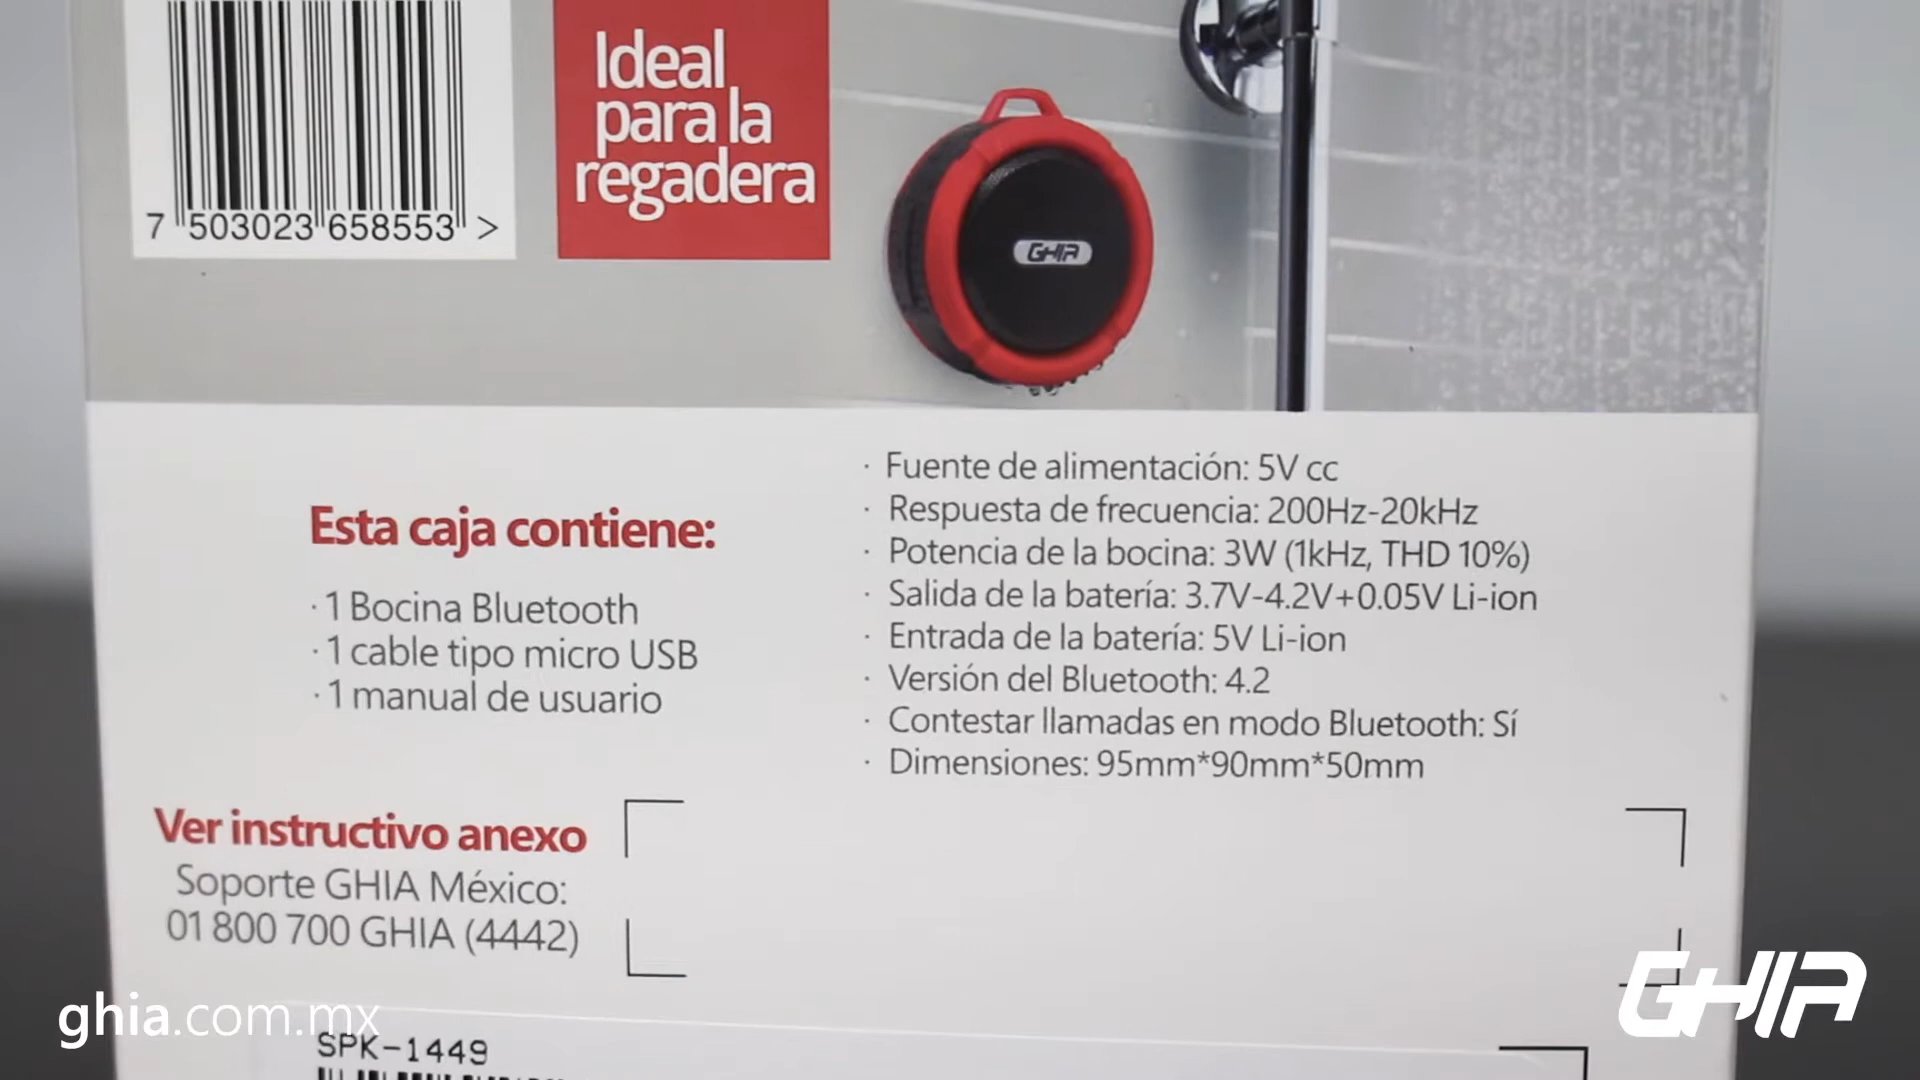 7 503023 658553 >
Ideal
para la
regadera
GHIA
Esta caja contiene:
· 1 Bocina Bluetooth
· 1 cable tipo micro USB
· 1 manual de usuario
· Fuente de alimentación: 5V cc
· Respuesta de frecuencia: 200Hz-20kHz
· Potencia de la bocina: 3W (1kHz, THD 10%)
· Salida de la batería: 3.7V-4.2V+0.05V Li-ion
· Entrada de la batería: 5V Li-ion
· Versión del Bluetooth: 4.2
· Contestar llamadas en modo Bluetooth: Sí
· Dimensiones: 95mm*90mm*50mm
Ver instructivo anexo
Soporte GHIA México:
01 800 700 GHIA (4442)
ghia.com.mx
GHIA
SPK-1449